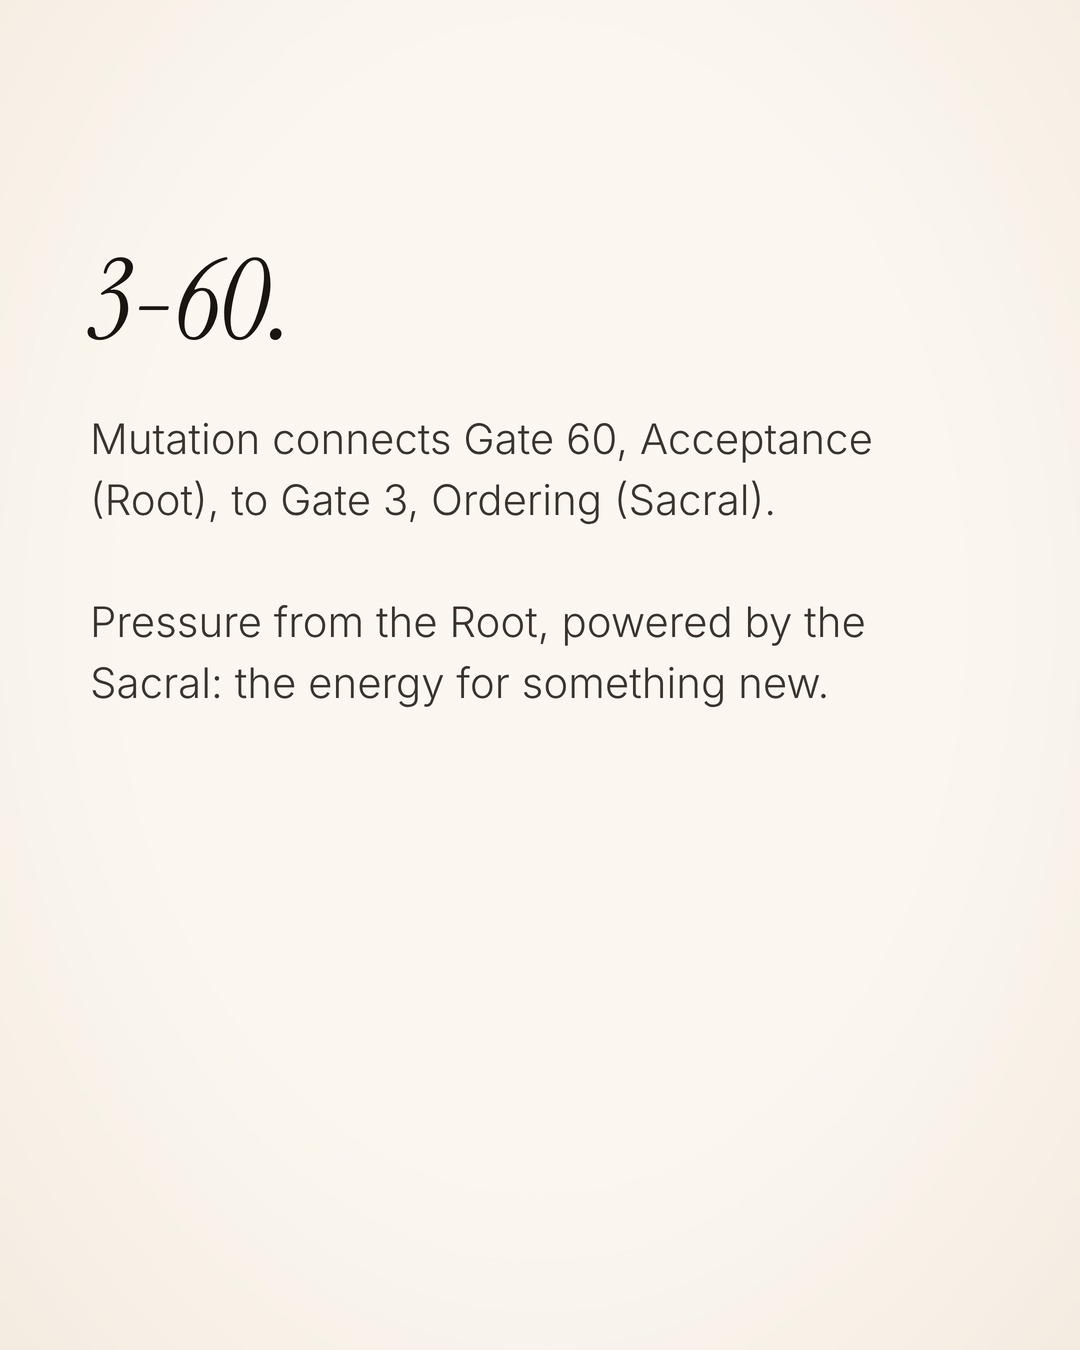 3-60.
Mutation connects Gate 60, Acceptance
(Root), to Gate 3, Ordering (Sacral).
Pressure from the Root, powered by the
Sacral: the energy for something new.